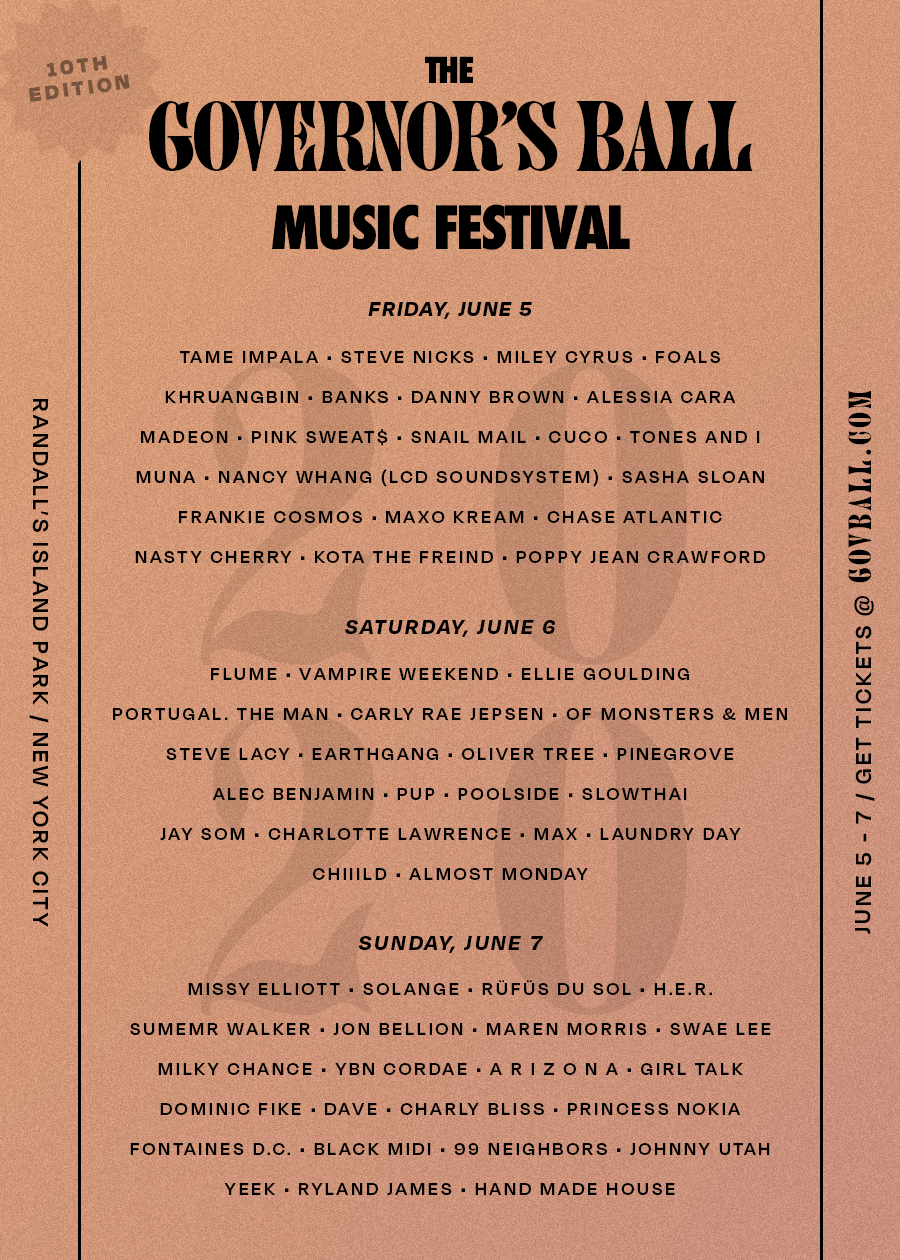 10TH
EDITION
THE
GOVERNOR'S BALL
MUSIC FESTIVAL
FRIDAY, JUNE 5
TAME IMPALA · STEVE NICKS · MILEY CYRUS · FOALS
KHRUANGBIN · BANKS · DANNY BROWN · ALESSIA CARA
MADEON · PINK SWEAT$ · SNAIL MAIL · CUCO · TONES AND I
MUNA · NANCY WHANG (LCD SOUNDSYSTEM) · SASHA SLOAN
FRANKIE COSMOS · MAXO KREAM · CHASE ATLANTIC
NASTY CHERRY · KOTA THE FREIND · POPPY JEAN CRAWFORD
SATURDAY, JUNE 6
FLUME · VAMPIRE WEEKEND · ELLIE GOULDING
PORTUGAL. THE MAN · CARLY RAE JEPSEN · OF MONSTERS & MEN
STEVE LACY · EARTHGANG · OLIVER TREE · PINEGROVE
ALEC BENJAMIN · PUP · POOLSIDE · SLOWTHAI
JAY SOM · CHARLOTTE LAWRENCE · MAX · LAUNDRY DAY
CHIIILD · ALMOST MONDAY
SUNDAY, JUNE 7
MISSY ELLIOTT · SOLANGE · RÜFÜS DU SOL · H.E.R.
SUMEMR WALKER · JON BELLION · MAREN MORRIS · SWAE LEE
MILKY CHANCE · YBN CORDAE · A R I Z O N A · GIRL TALK
DOMINIC FIKE · DAVE · CHARLY BLISS · PRINCESS NOKIA
FONTAINES D.C. · BLACK MIDI · 99 NEIGHBORS · JOHNNY UTAH
YEEK · RYLAND JAMES · HAND MADE HOUSE
20
20
RANDALL'S ISLAND PARK / NEW YORK CITY
JUNE 5 - 7 / GET TICKETS @ GOVBALL.COM